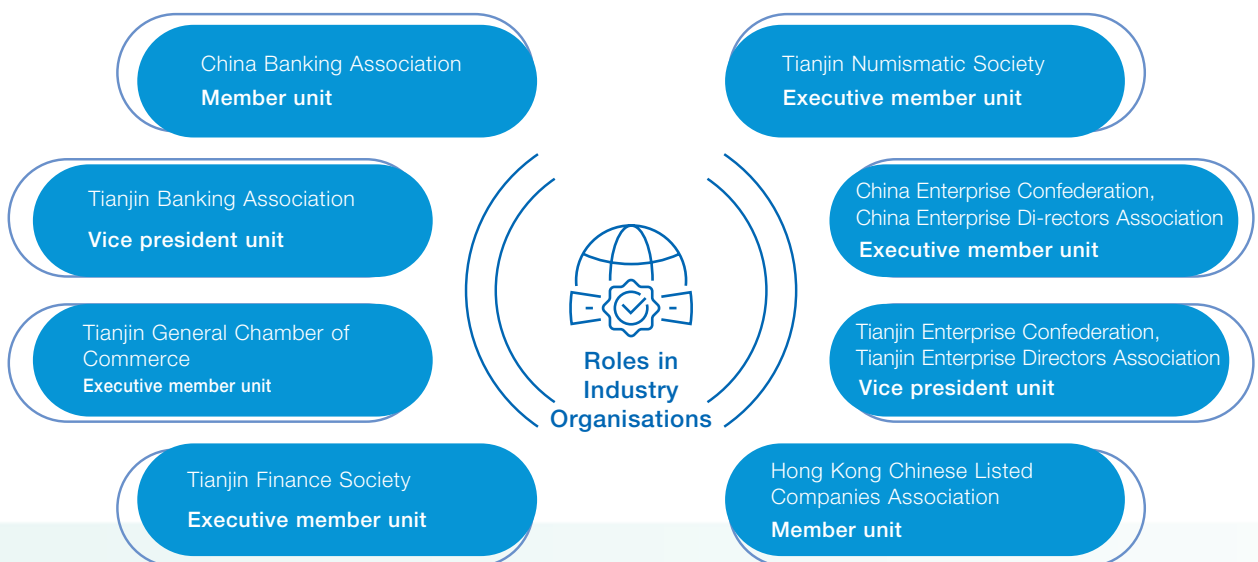 China Banking Association
Member unit
Tianjin Banking Association
Vice president unit
Tianjin General Chamber of
Commerce
Executive member unit
Tianjin Finance Society
Executive member unit
Roles in
Industry
Organisations
Tianjin Numismatic Society
Executive member unit
China Enterprise Confederation,
China Enterprise Di-rectors Association
Executive member unit
Tianjin Enterprise Confederation,
Tianjin Enterprise Directors Association
Vice president unit
Hong Kong Chinese Listed
Companies Association
Member unit